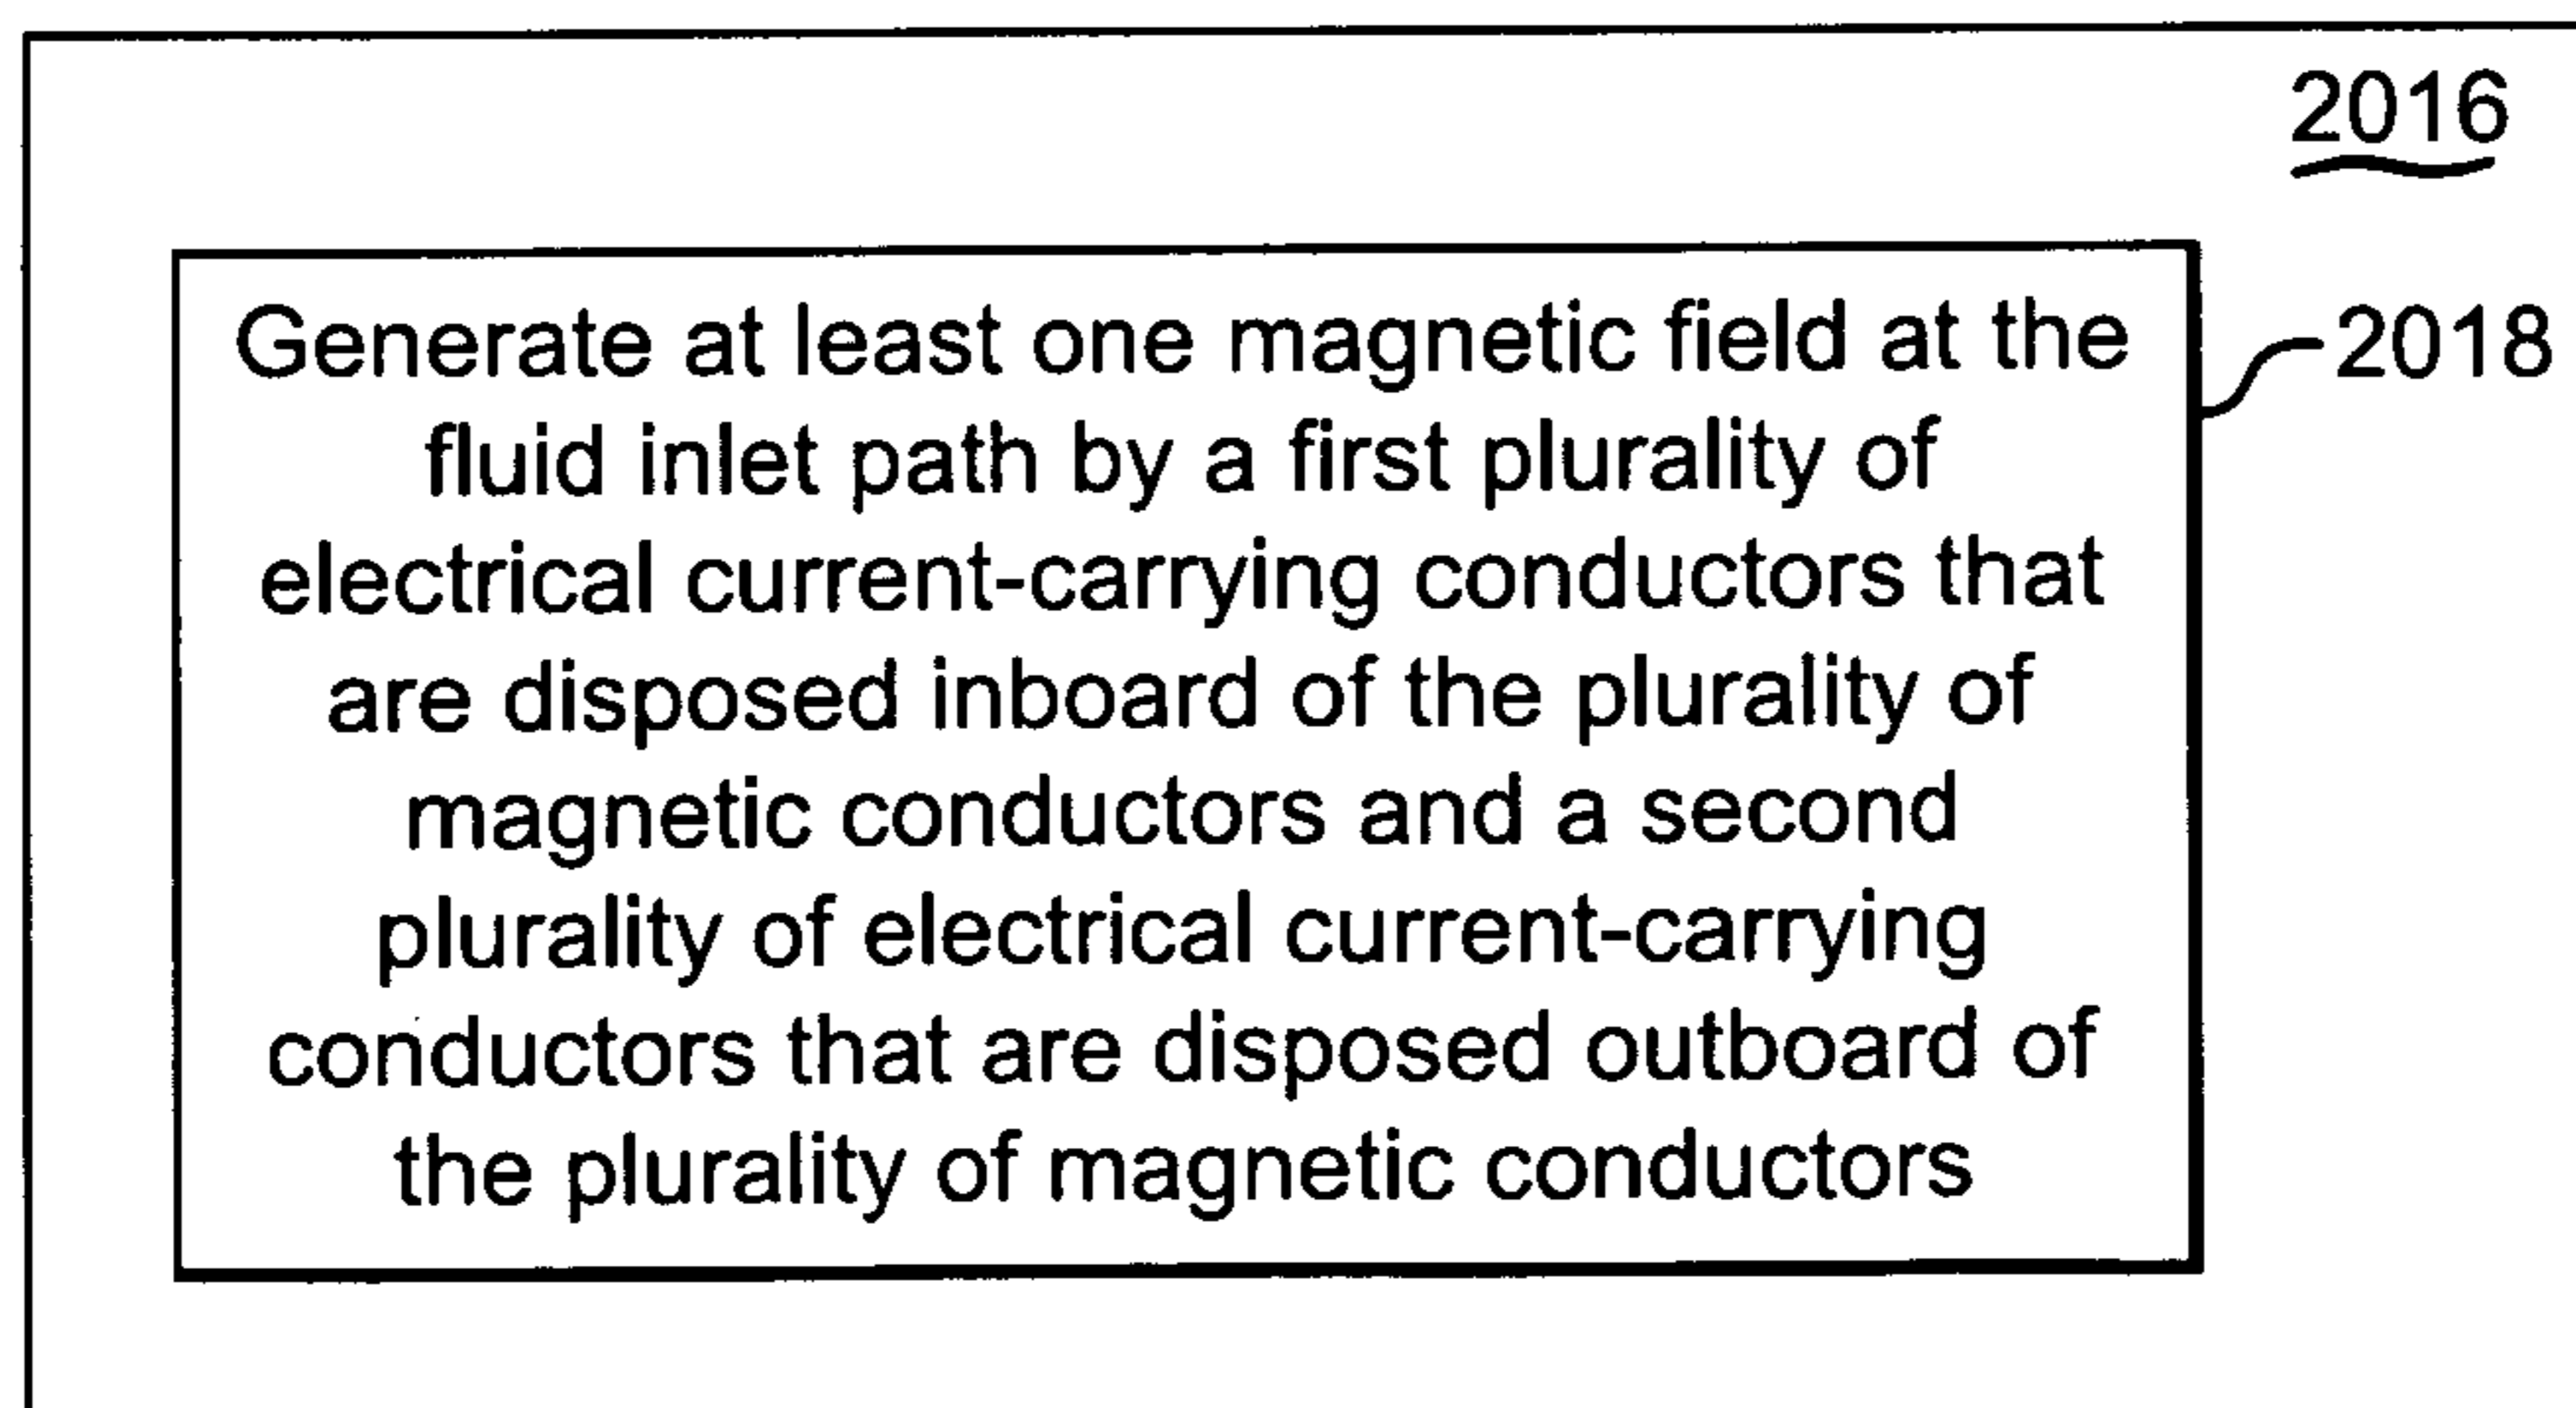 2016
Generate at least one magnetic field at the
2018
fluid inlet path by a first plurality of
electrical current-carrying conductors that
are disposed inboard of the plurality of
magnetic conductors and a second
plurality of electrical current-carrying
conductors that are disposed outboard of
the plurality of magnetic conductors